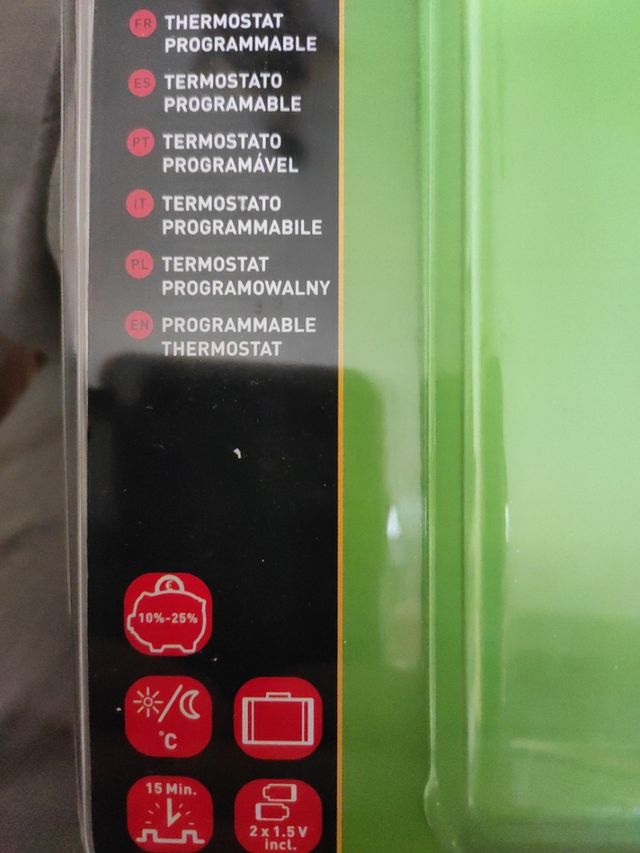 FR THERMOSTAT
PROGRAMMABLE
ES TERMOSTATO
PROGRAMABLE
PT TERMOSTATO
PROGRAMÁVEL
IT TERMOSTATO
PROGRAMMABILE
PL TERMOSTAT
PROGRAMOWALNY
EN PROGRAMMABLE
THERMOSTAT
€
10%-25%
°C
15 Min.
2 x 1.5 V
incl.